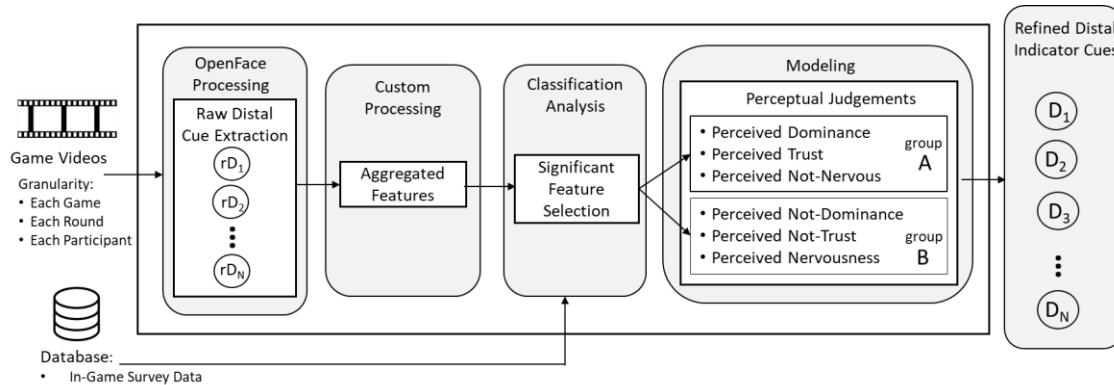 Game Videos
Granularity:
• Each Game
• Each Round
• Each Participant
Database:
• In-Game Survey Data
OpenFace
Processing
Raw Distal
Cue Extraction
rD1
rD2
rDN
Custom
Processing
Aggregated
Features
Classification
Analysis
Significant
Feature
Selection
Modeling
Perceptual Judgements
• Perceived Dominance
• Perceived Trust
• Perceived Not-Nervous
group
A
• Perceived Not-Dominance
• Perceived Not-Trust
• Perceived Nervousness
group
B
Refined Distal
Indicator Cues
D1
D2
D3
DN